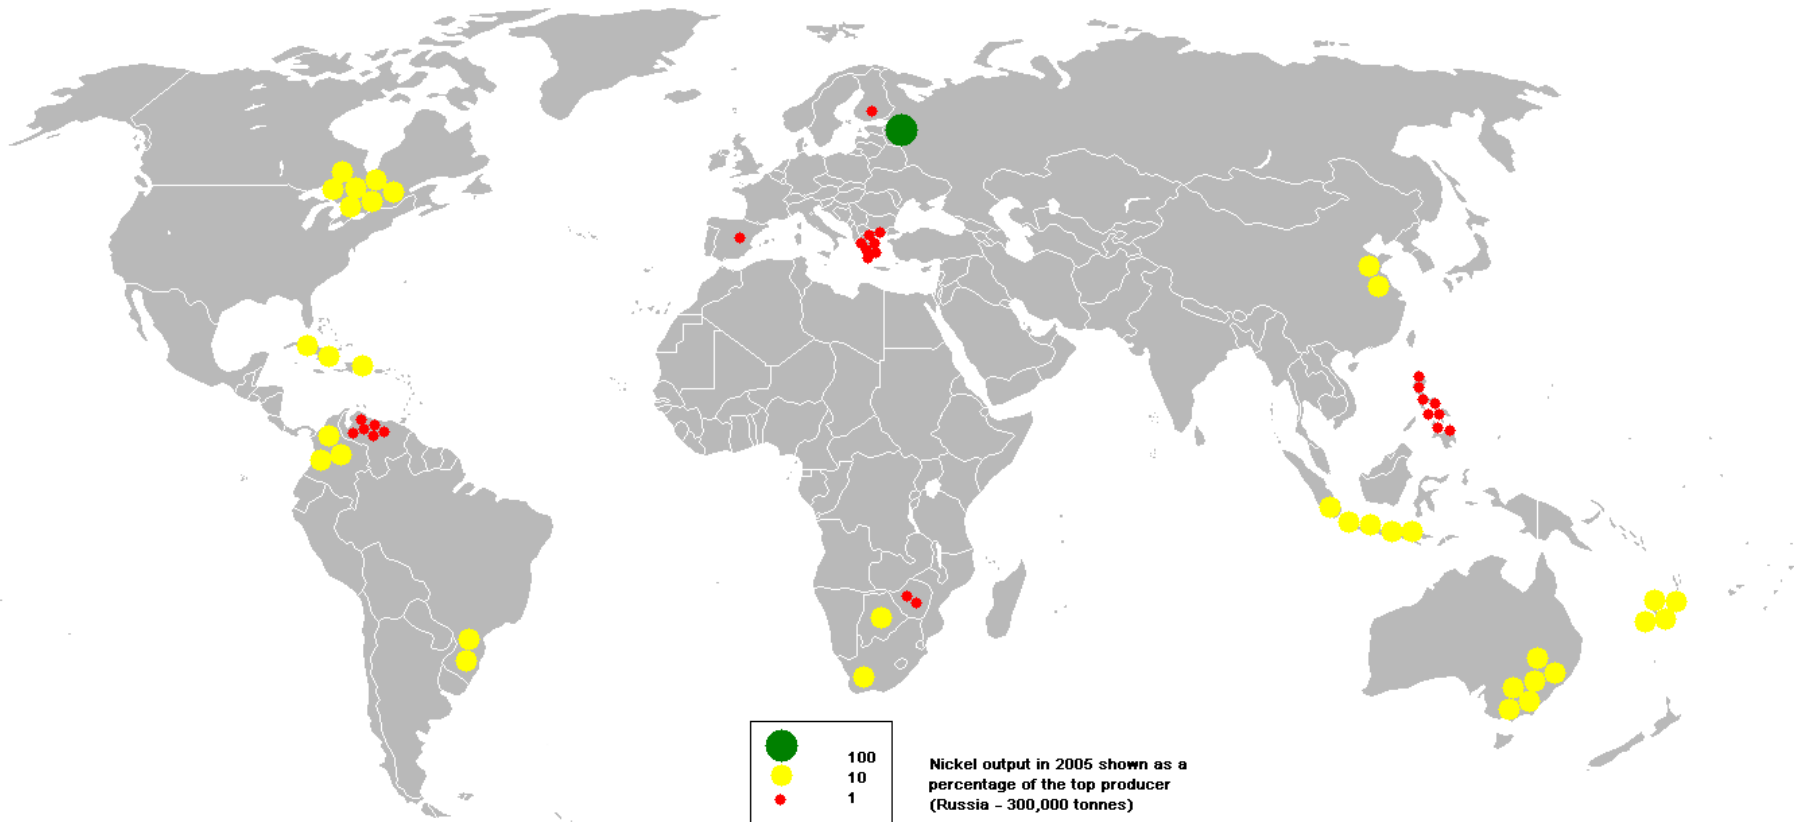 100
10
1
Nickel output in 2005 shown as a
percentage of the top producer
(Russia - 300,000 tonnes)